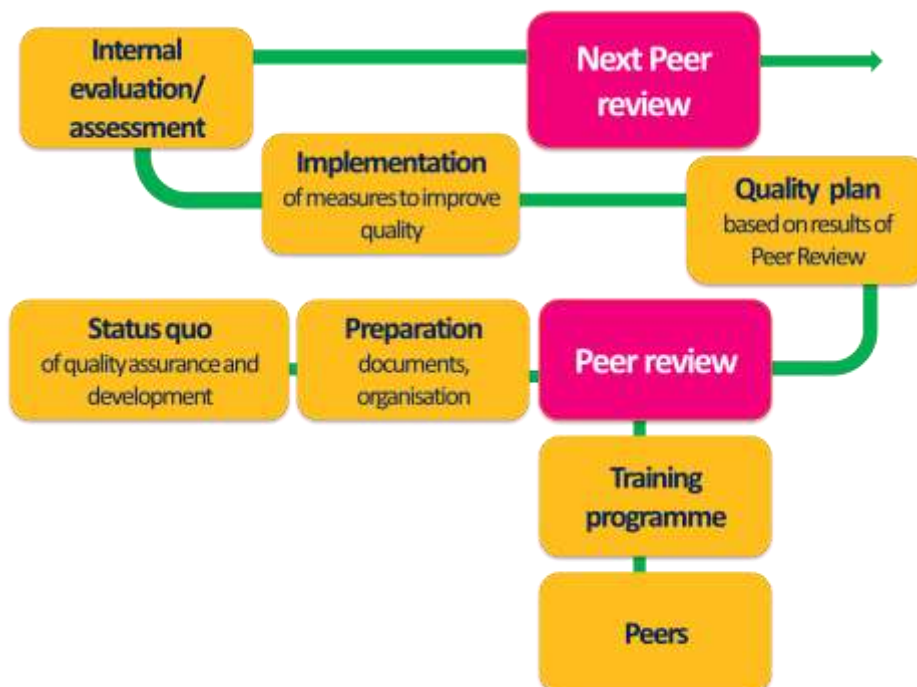 Internal
evaluation/
assessment
Next Peer
review
Implementation
of measures to improve
quality
Quality plan
based on results of
Peer Review
Status quo
of quality assurance and
development
Preparation
documents,
organisation
Peer review
Training
programme
Peers